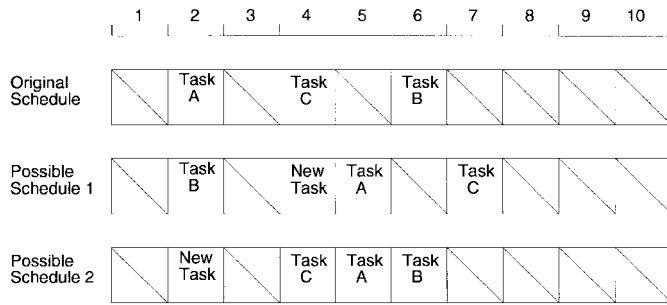 1 2 3 4 5 6 7 8 9 10
Original
Schedule
Task
A
Task
C
Task
B
Possible
Schedule 1
Task
B
New
Task
Task
A
Task
C
Possible
Schedule 2
New
Task
Task
C
Task
A
Task
B